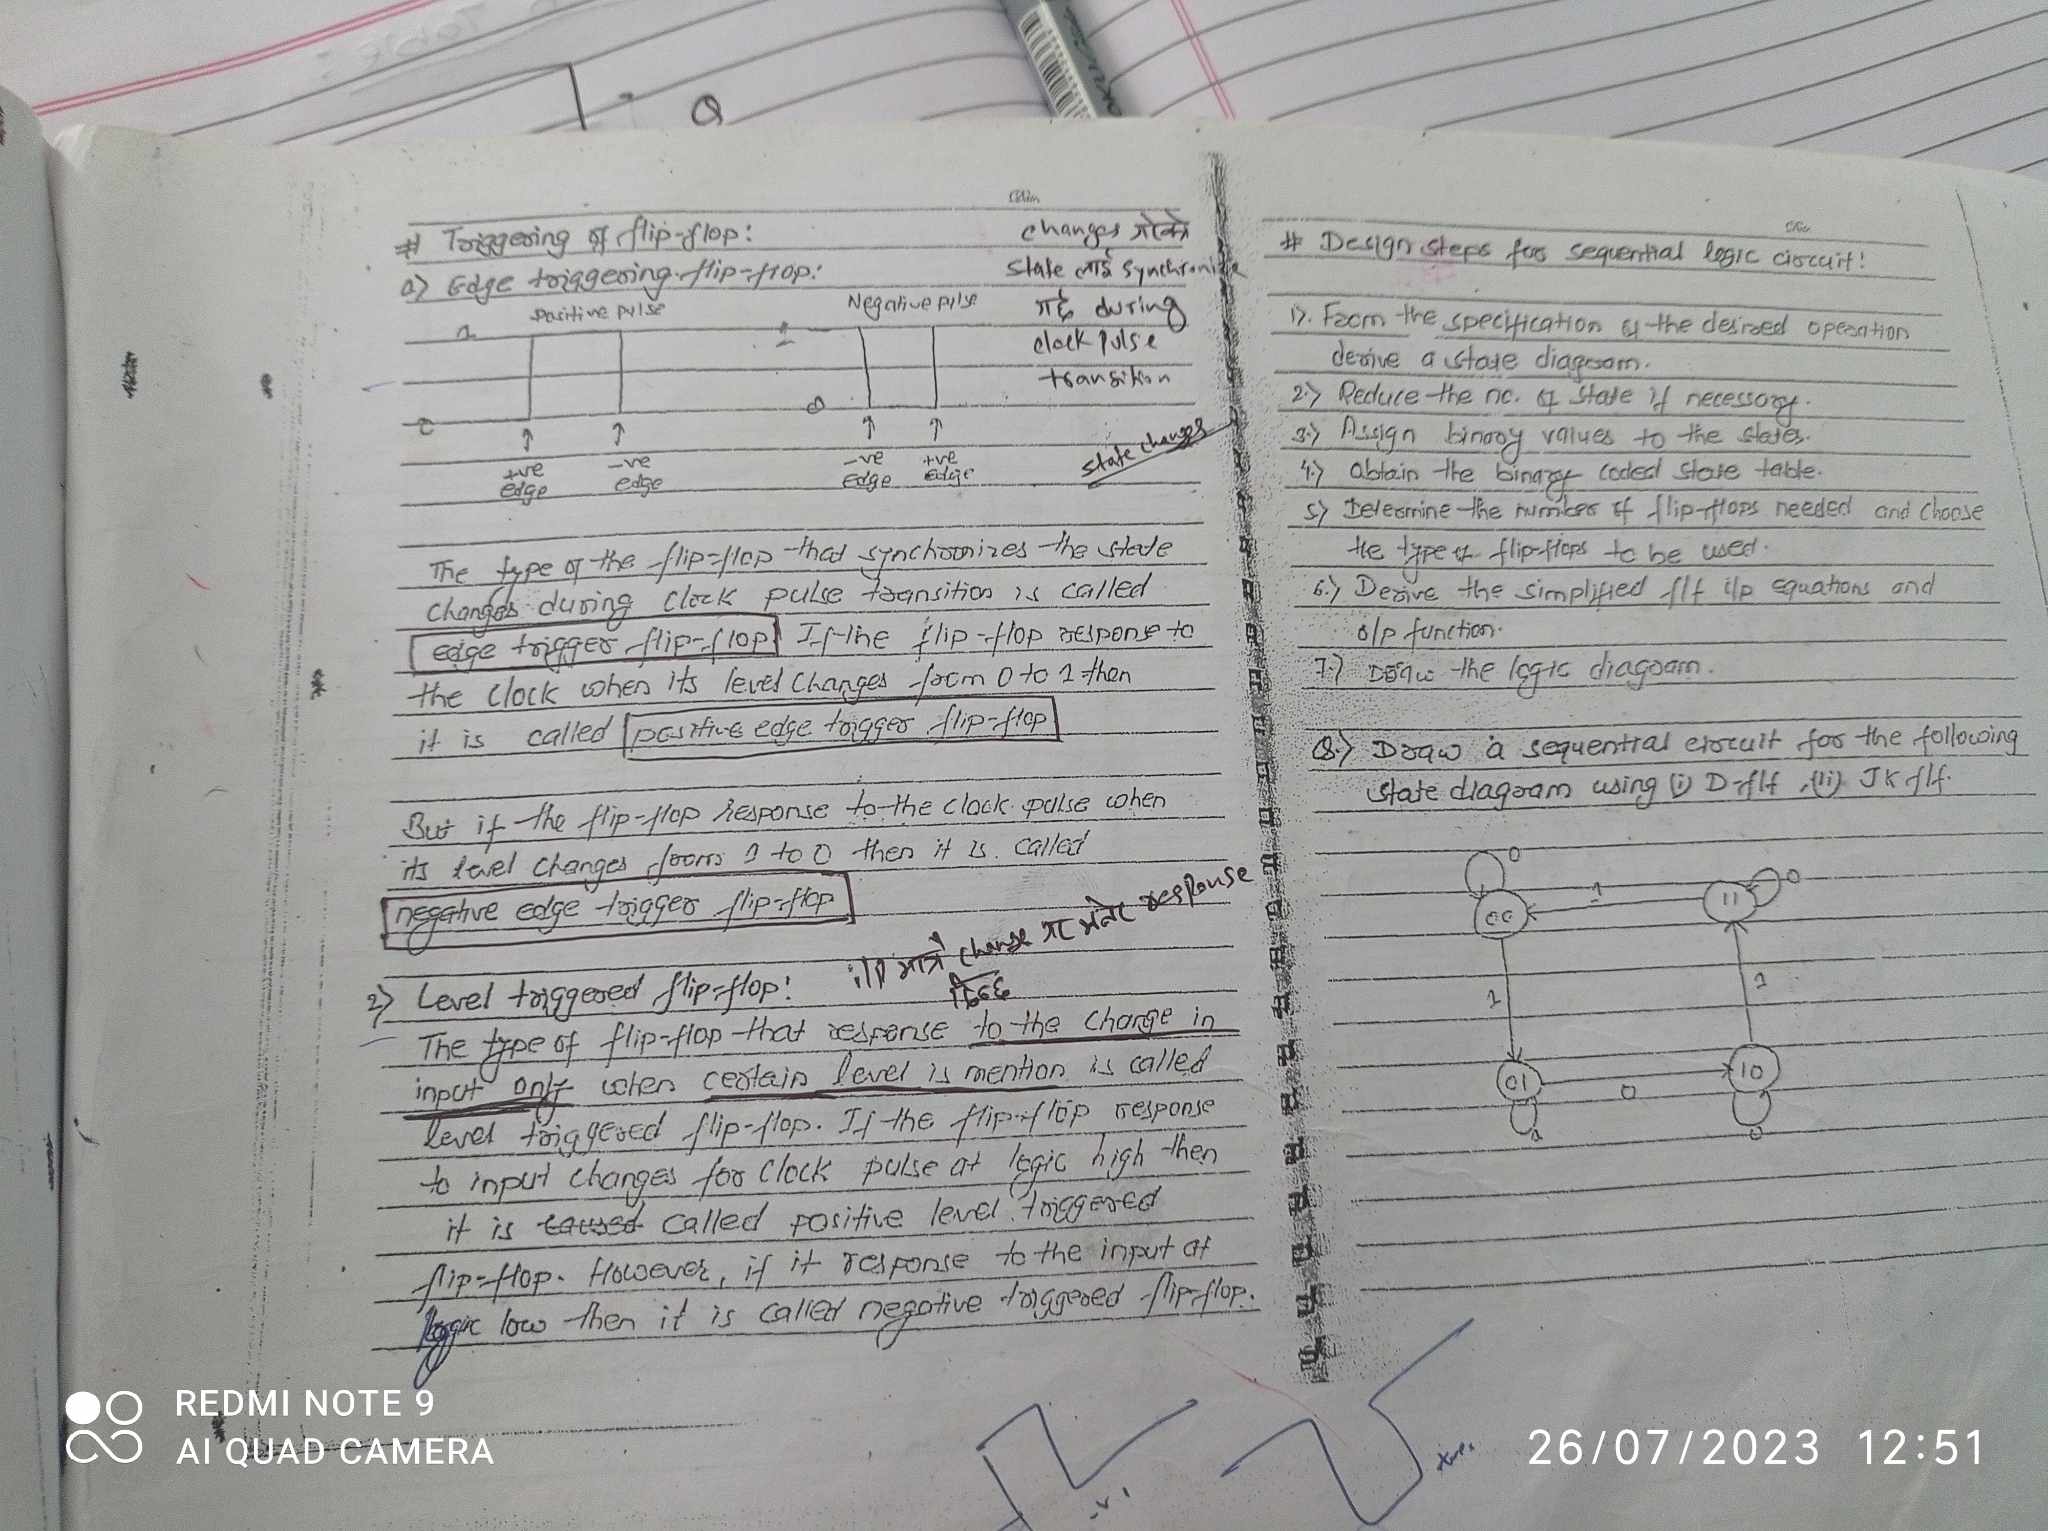 Q
# Triggering of flip-flop:
a) Edge triggering flip-flop:
Positive pulse
Negative pulse
1
1
0
0
+ve edge
-ve edge
-ve edge
+ve edge
changes
state लाई synchronize
गर्छ during
clock pulse
transition
state changes
The type of the flip-flop that synchronizes the state
changes during clock pulse transition is called
edge trigger flip-flop If the flip-flop response to
the clock when its level changes from 0 to 1 then
it is called positive edge trigger flip-flop
But if the flip-flop response to the clock pulse when
its level changes from 1 to 0 then it is called
negative edge trigger flip-flop
i/p मात्रै change response
दिन्छ
2) Level triggered flip-flop:
The type of flip-flop that response to the change in
input only when certain level is mention is called
level triggered flip-flop. If the flip-flop response
to input changes for clock pulse at logic high then
it is called positive level triggered
flip-flop. However, if it response to the input at
logic low then it is called negative triggered flip-flop.
# Design steps for sequential logic circuit:
1). From the specification of the desired operation
derive a state diagram.
2.) Reduce the no. of state if necessory.
3.) Assign binary values to the states.
4.) Obtain the binary coded state table.
5) Determine the number of flip-flops needed and choose
the type of flip-flops to be used.
6.) Derive the simplified f/f i/p equations and
o/p function.
7.) Draw the logic diagram.
Q.) Draw a sequential circuit for the following
state diagram using (i) D-f/f (ii) JK f/f.
0
00
1
11
0
1
1
01
0
10
1
0
REDMI NOTE 9
AI QUAD CAMERA
26/07/2023 12:51